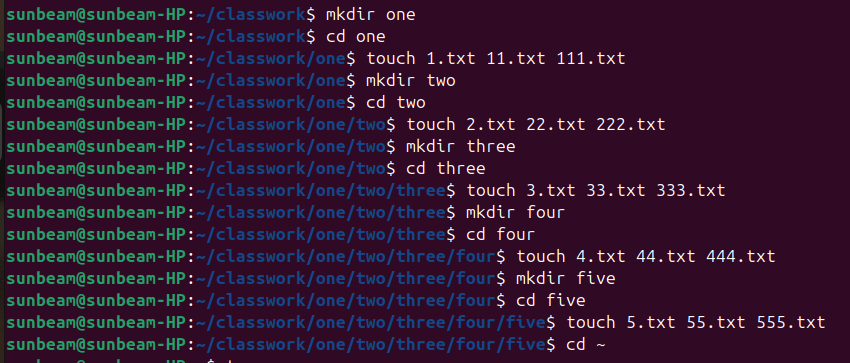 sunbeam@sunbeam-HP:~/classwork$ mkdir one
sunbeam@sunbeam-HP:~/classwork$ cd one
sunbeam@sunbeam-HP:~/classwork/one$ touch 1.txt 11.txt 111.txt
sunbeam@sunbeam-HP:~/classwork/one$ mkdir two
sunbeam@sunbeam-HP:~/classwork/one$ cd two
sunbeam@sunbeam-HP:~/classwork/one/two$ touch 2.txt 22.txt 222.txt
sunbeam@sunbeam-HP:~/classwork/one/two$ mkdir three
sunbeam@sunbeam-HP:~/classwork/one/two$ cd three
sunbeam@sunbeam-HP:~/classwork/one/two/three$ touch 3.txt 33.txt 333.txt
sunbeam@sunbeam-HP:~/classwork/one/two/three$ mkdir four
sunbeam@sunbeam-HP:~/classwork/one/two/three$ cd four
sunbeam@sunbeam-HP:~/classwork/one/two/three/four$ touch 4.txt 44.txt 444.txt
sunbeam@sunbeam-HP:~/classwork/one/two/three/four$ mkdir five
sunbeam@sunbeam-HP:~/classwork/one/two/three/four$ cd five
sunbeam@sunbeam-HP:~/classwork/one/two/three/four/five$ touch 5.txt 55.txt 555.txt
sunbeam@sunbeam-HP:~/classwork/one/two/three/four/five$ cd ~